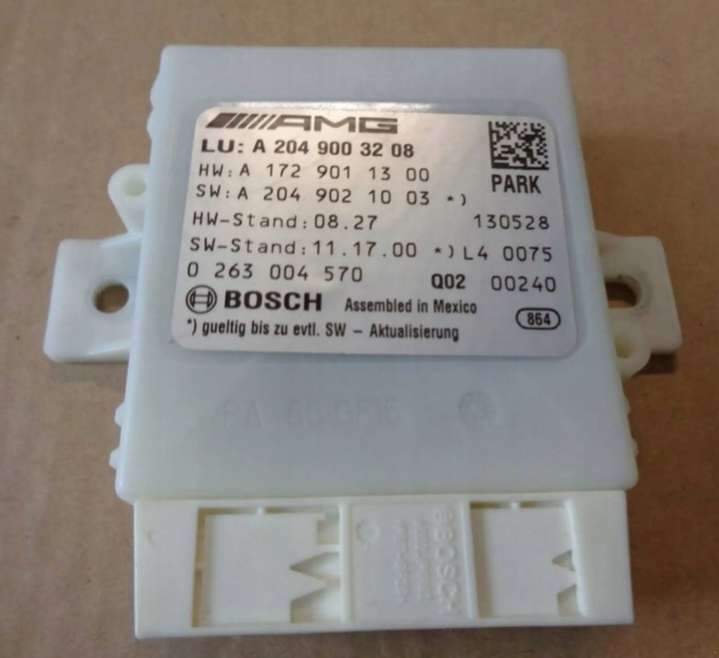 AMG
LU: A 204 900 32 08
HW: A 172 901 13 00
PARK
SW: A 204 902 10 03 *)
HW-Stand: 08.27 130528
SW-Stand: 11.17.00 *) L4 0075
0 263 004 570 Q02 00240
BOSCH Assembled in Mexico
*) gueltig bis zu evtl. SW - Aktualisierung 864
BOSCH